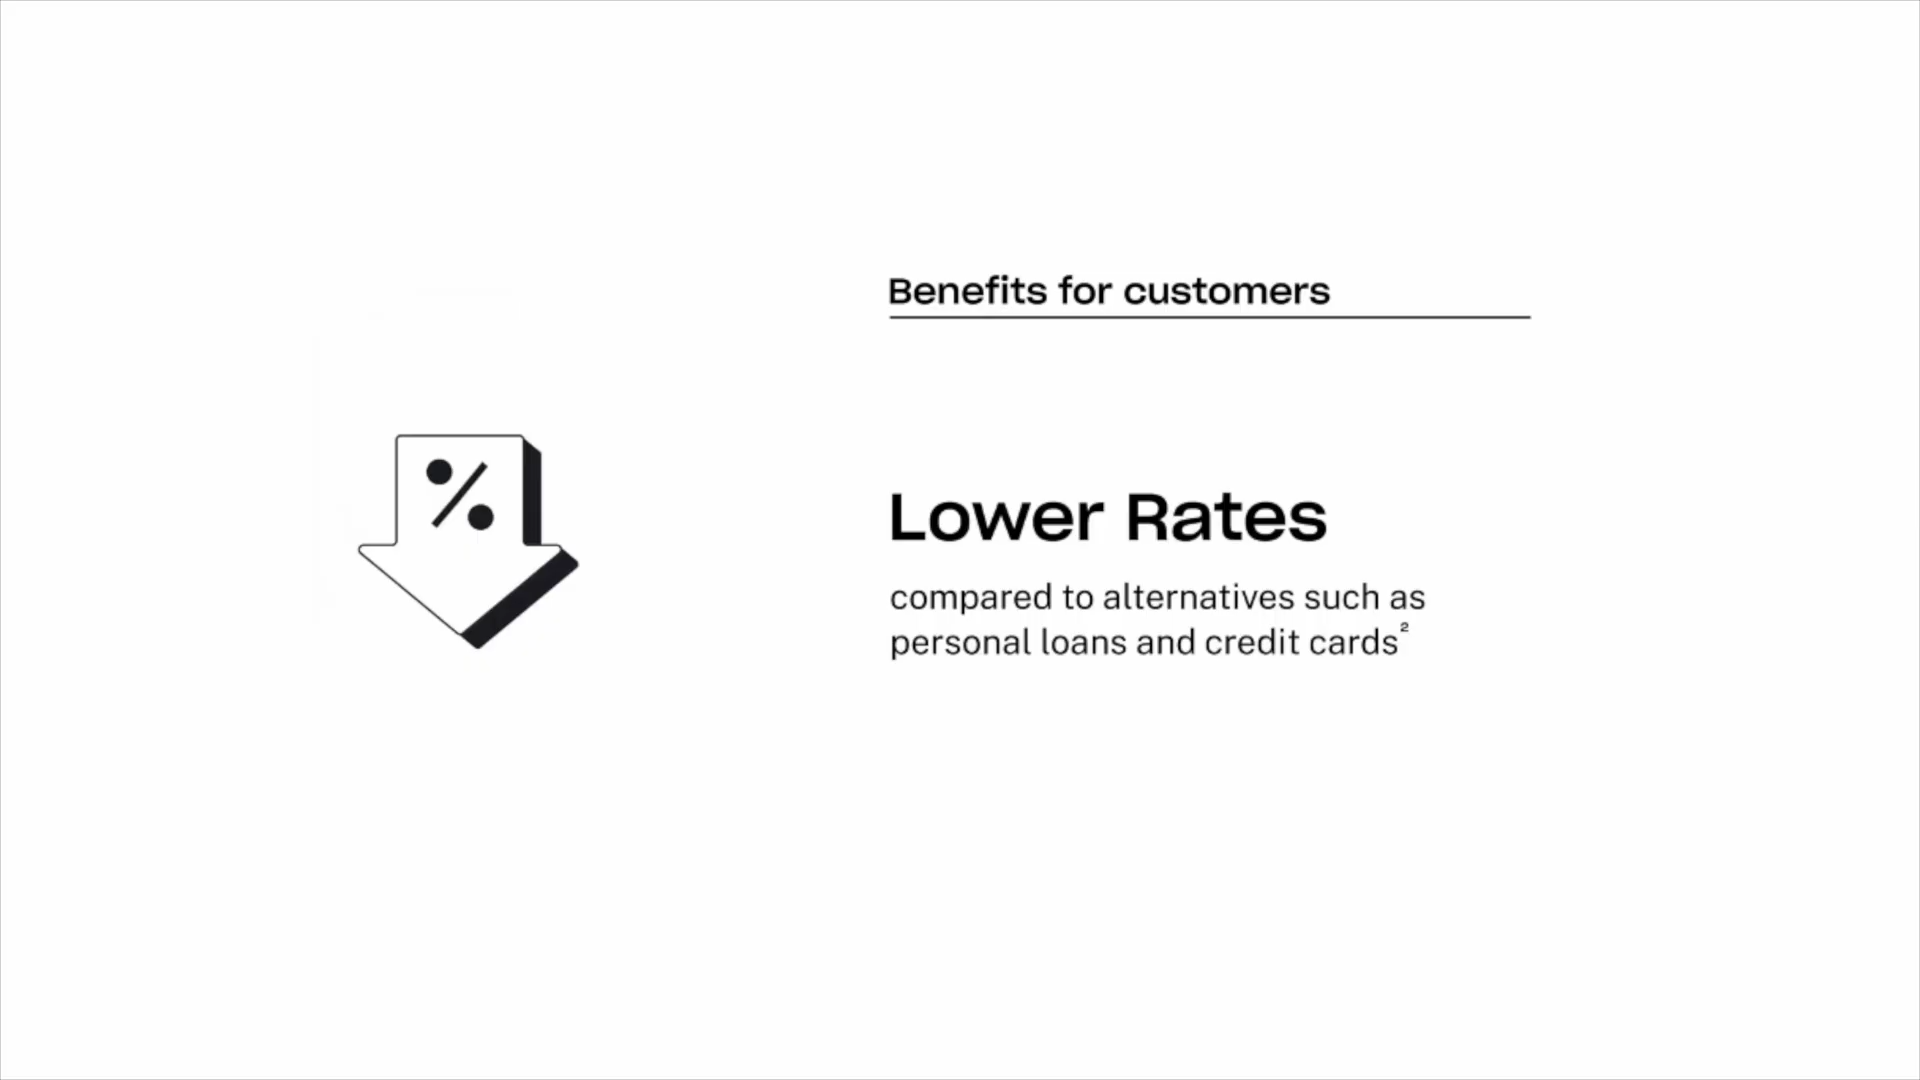 %
Benefits for customers
Lower Rates
compared to alternatives such as
personal loans and credit cards²